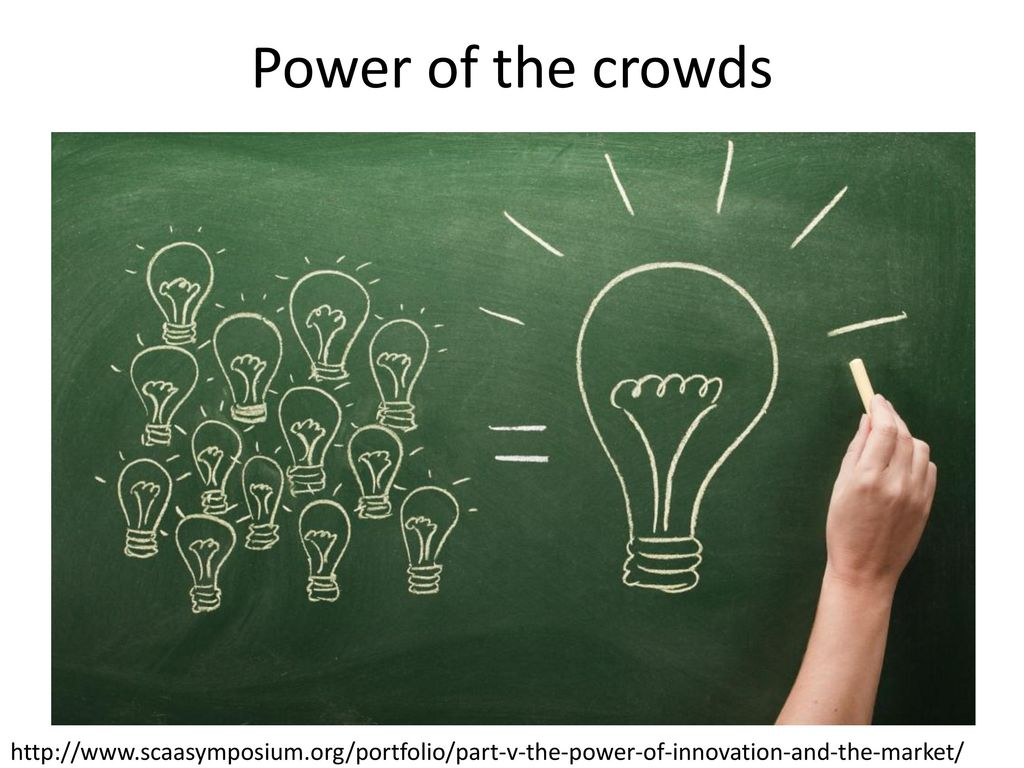 Power of the crowds
=
http://www.scaasymposium.org/portfolio/part-v-the-power-of-innovation-and-the-market/